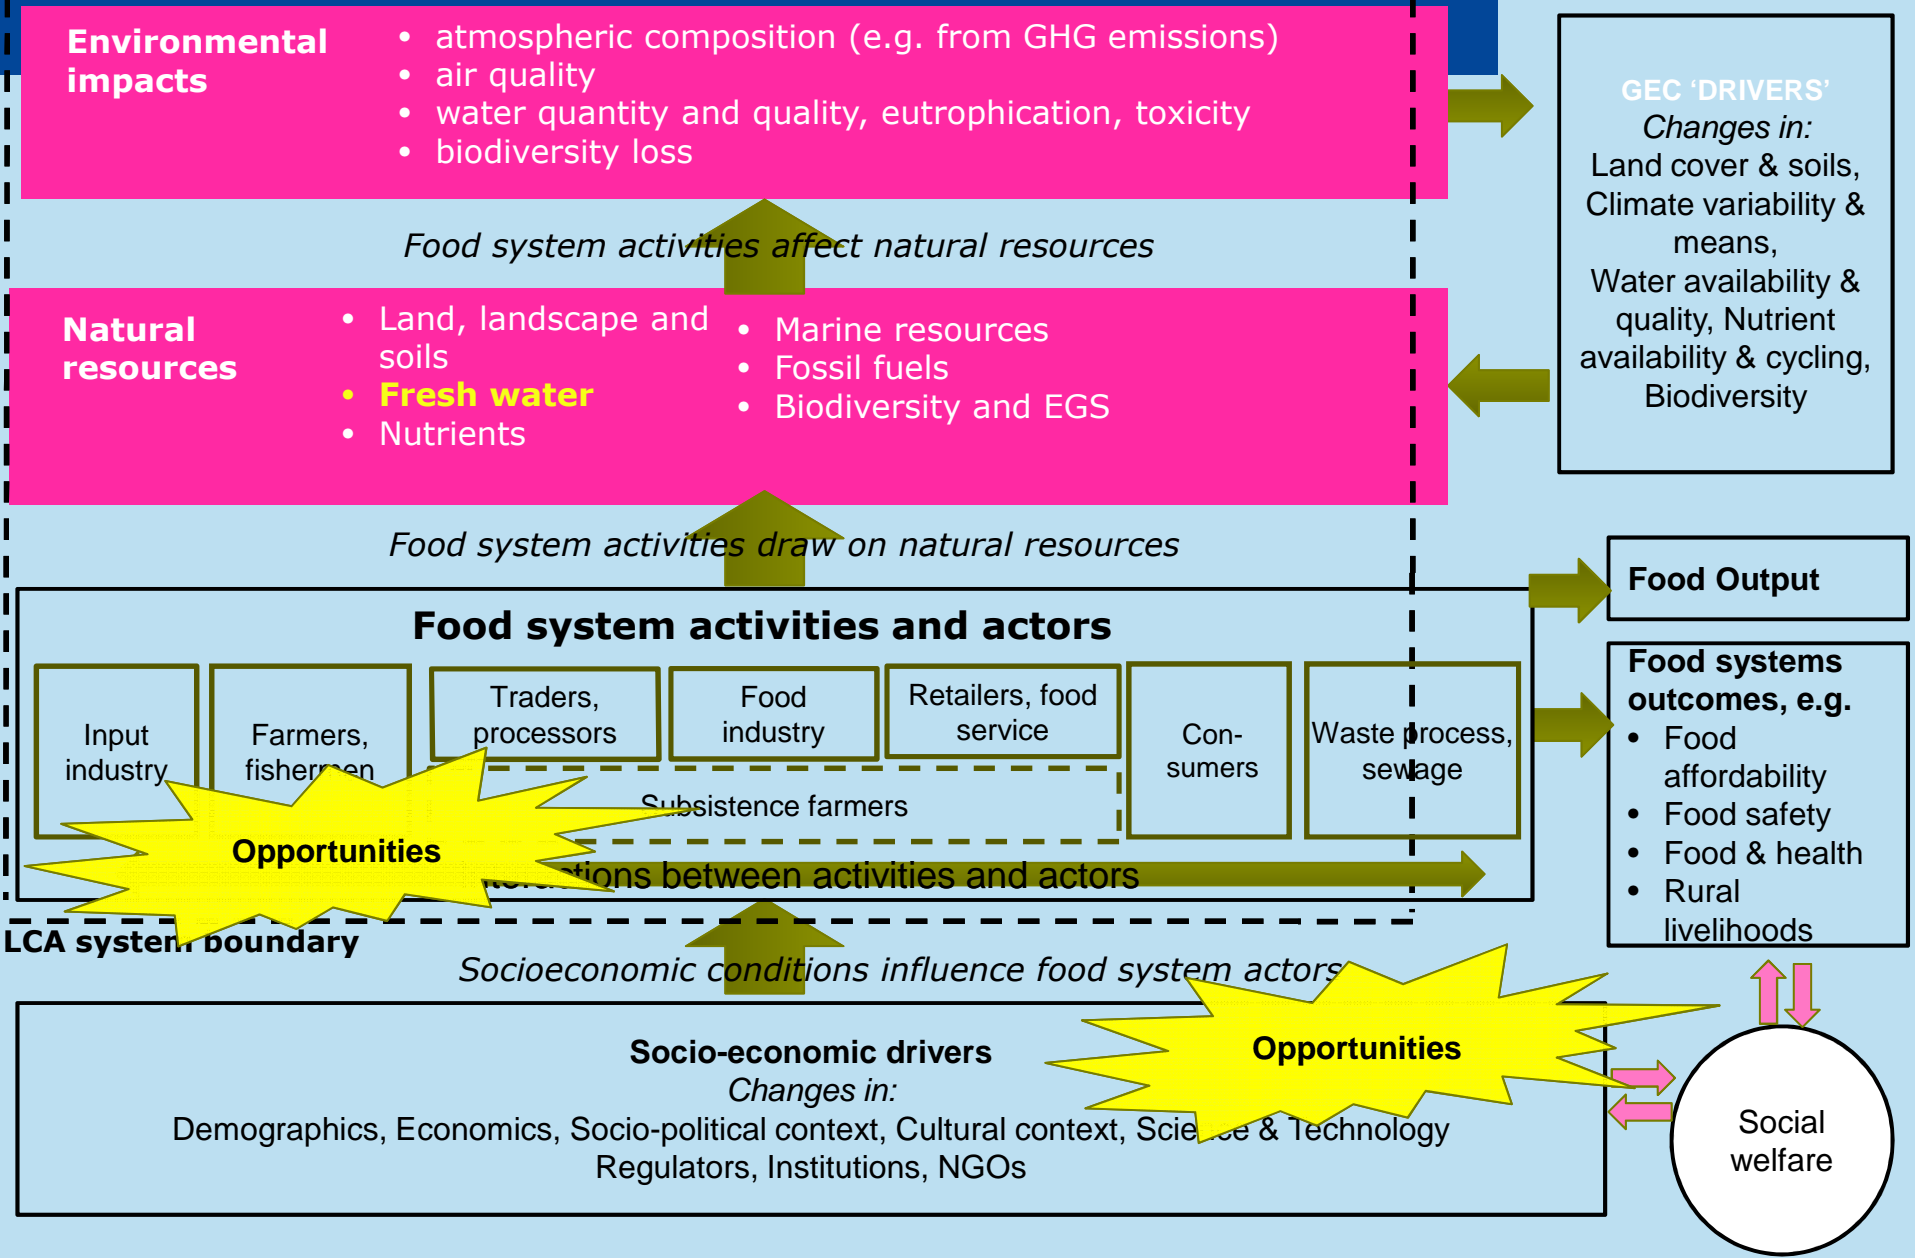 Environmental
impacts
• atmospheric composition (e.g. from GHG emissions)
• air quality
• water quantity and quality, eutrophication, toxicity
• biodiversity loss
GEC ‘DRIVERS’
Changes in:
Land cover & soils,
Climate variability &
means,
Water availability &
quality, Nutrient
availability & cycling,
Biodiversity
Food system activities affect natural resources
Natural
resources
• Land, landscape and
soils
• Fresh water
• Nutrients
• Marine resources
• Fossil fuels
• Biodiversity and EGS
Food system activities draw on natural resources
Food Output
Food system activities and actors
Input
industry
Farmers,
fishermen
Traders,
processors
Food
industry
Retailers, food
service
Con-
sumers
Waste process,
sewage
Subsistence farmers
Opportunities
Interactions between activities and actors
Food systems
outcomes, e.g.
• Food
affordability
• Food safety
• Food & health
• Rural
livelihoods
LCA system boundary
Socioeconomic conditions influence food system actors
Socio-economic drivers
Changes in:
Demographics, Economics, Socio-political context, Cultural context, Science & Technology
Regulators, Institutions, NGOs
Opportunities
Social
welfare